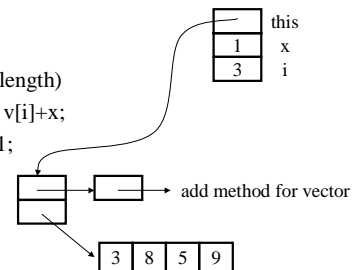 this
1 x
length)
3 i
v[i]+x;
1;
add method for vector
3 8 5 9